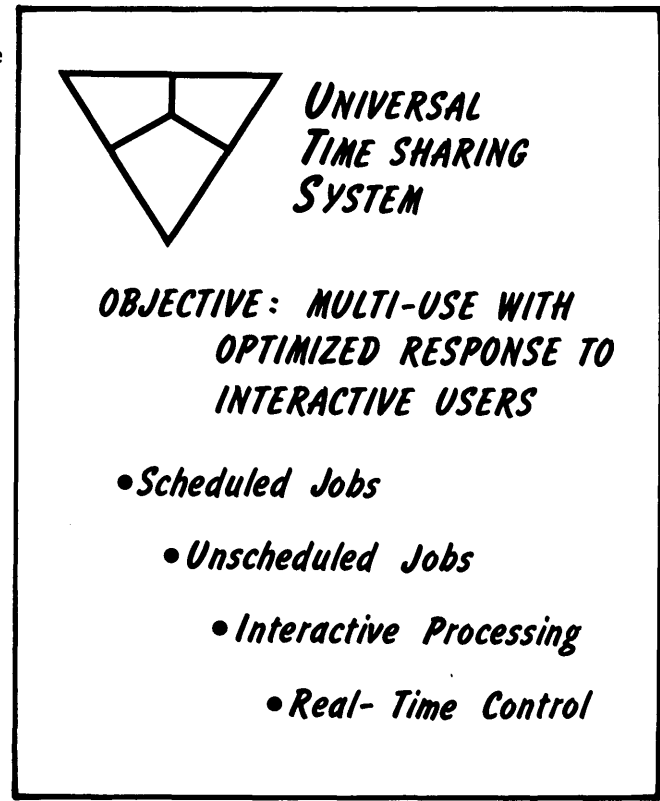 e
UNIVERSAL
TIME SHARING
SYSTEM
OBJECTIVE: MULTI-USE WITH
OPTIMIZED RESPONSE TO
INTERACTIVE USERS
• Scheduled Jobs
• Unscheduled Jobs
• Interactive Processing
• Real- Time Control